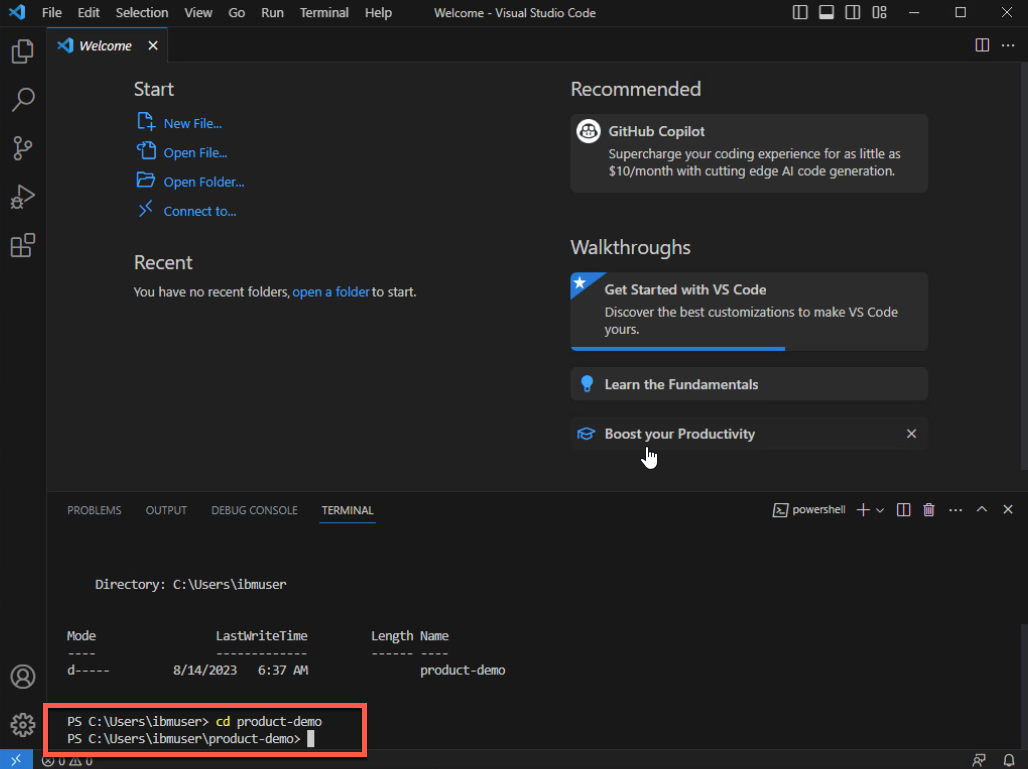 File Edit Selection View Go Run Terminal Help Welcome - Visual Studio Code
Welcome
Start
New File...
Open File...
Open Folder...
Connect to...
Recent
You have no recent folders, open a folder to start.
Recommended
GitHub Copilot
Supercharge your coding experience for as little as
$10/month with cutting edge AI code generation.
Walkthroughs
Get Started with VS Code
Discover the best customizations to make VS Code
yours.
Learn the Fundamentals
Boost your Productivity
PROBLEMS OUTPUT DEBUG CONSOLE TERMINAL powershell
Directory: C:\Users\ibmuser
Mode LastWriteTime Length Name
---- ------------- ------ ----
d----- 8/14/2023 6:37 AM product-demo
PS C:\Users\ibmuser> cd product-demo
PS C:\Users\ibmuser\product-demo>
0 0